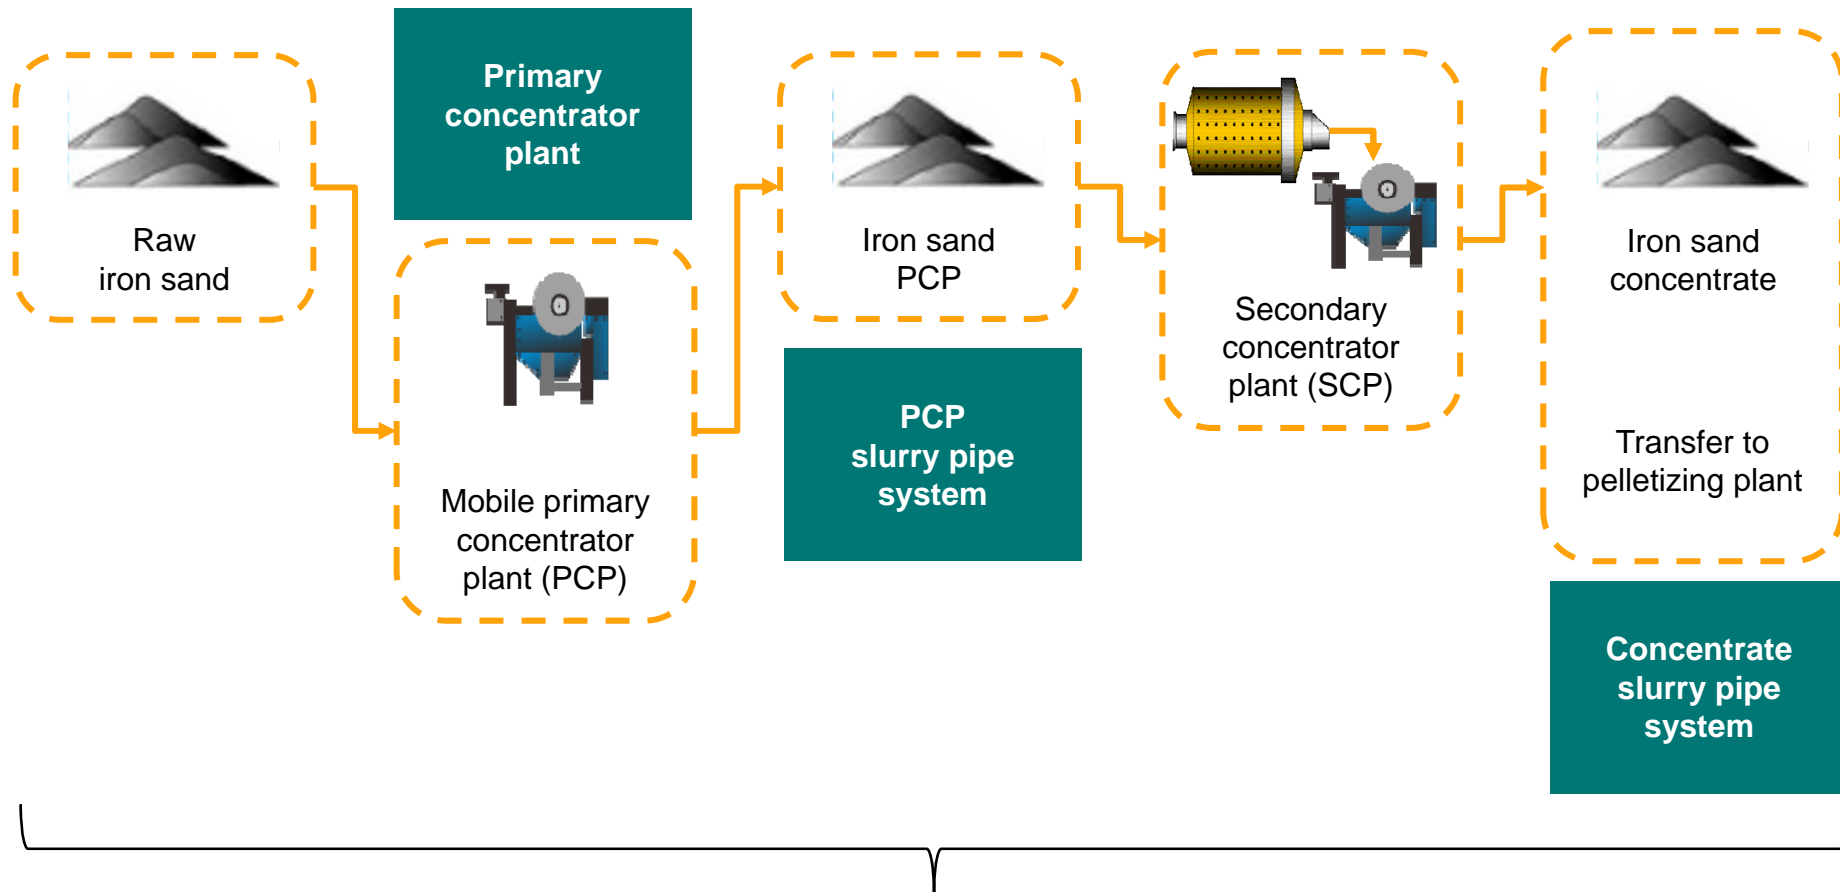 Raw
iron sand
Primary
concentrator
plant
Mobile primary
concentrator
plant (PCP)
Iron sand
PCP
PCP
slurry pipe
system
Secondary
concentrator
plant (SCP)
Iron sand
concentrate
Transfer to
pelletizing plant
Concentrate
slurry pipe
system